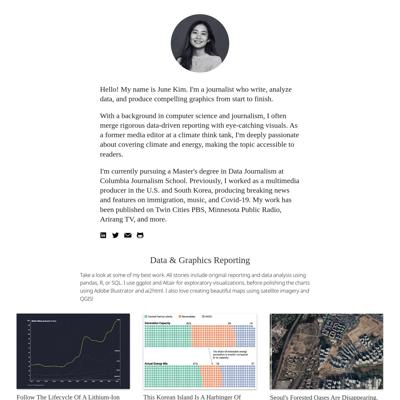 Hello! My name is June Kim. I'm a journalist who write, analyze
data, and produce compelling graphics from start to finish.
With a background in computer science and journalism, I often
merge rigorous data-driven reporting with eye-catching visuals. As
a former media editor at a climate think tank, I'm deeply passionate
about covering climate and energy, making the topic accessible to
readers.
I'm currently pursuing a Master's degree in Data Journalism at
Columbia Journalism School. Previously, I worked as a multimedia
producer in the U.S. and South Korea, producing breaking news
and features on immigration, music, and Covid-19. My work has
been published on Twin Cities PBS, Minnesota Public Radio,
Arirang TV, and more.
Data & Graphics Reporting
Take a look at some of my best work. All stories include original reporting and data analysis using
pandas, R, or SQL. I use ggplot and Altair for exploratory visualizations, before polishing the charts
using Adobe Illustrator and ai2html. I also love creating beautiful maps using satellite imagery and
QGIS!
Generation Capacity
Actual Energy Mix
Follow The Lifecycle Of A Lithium-Ion
This Korean Island Is A Harbinger Of
Seoul's Forested Oases Are Disappearing.